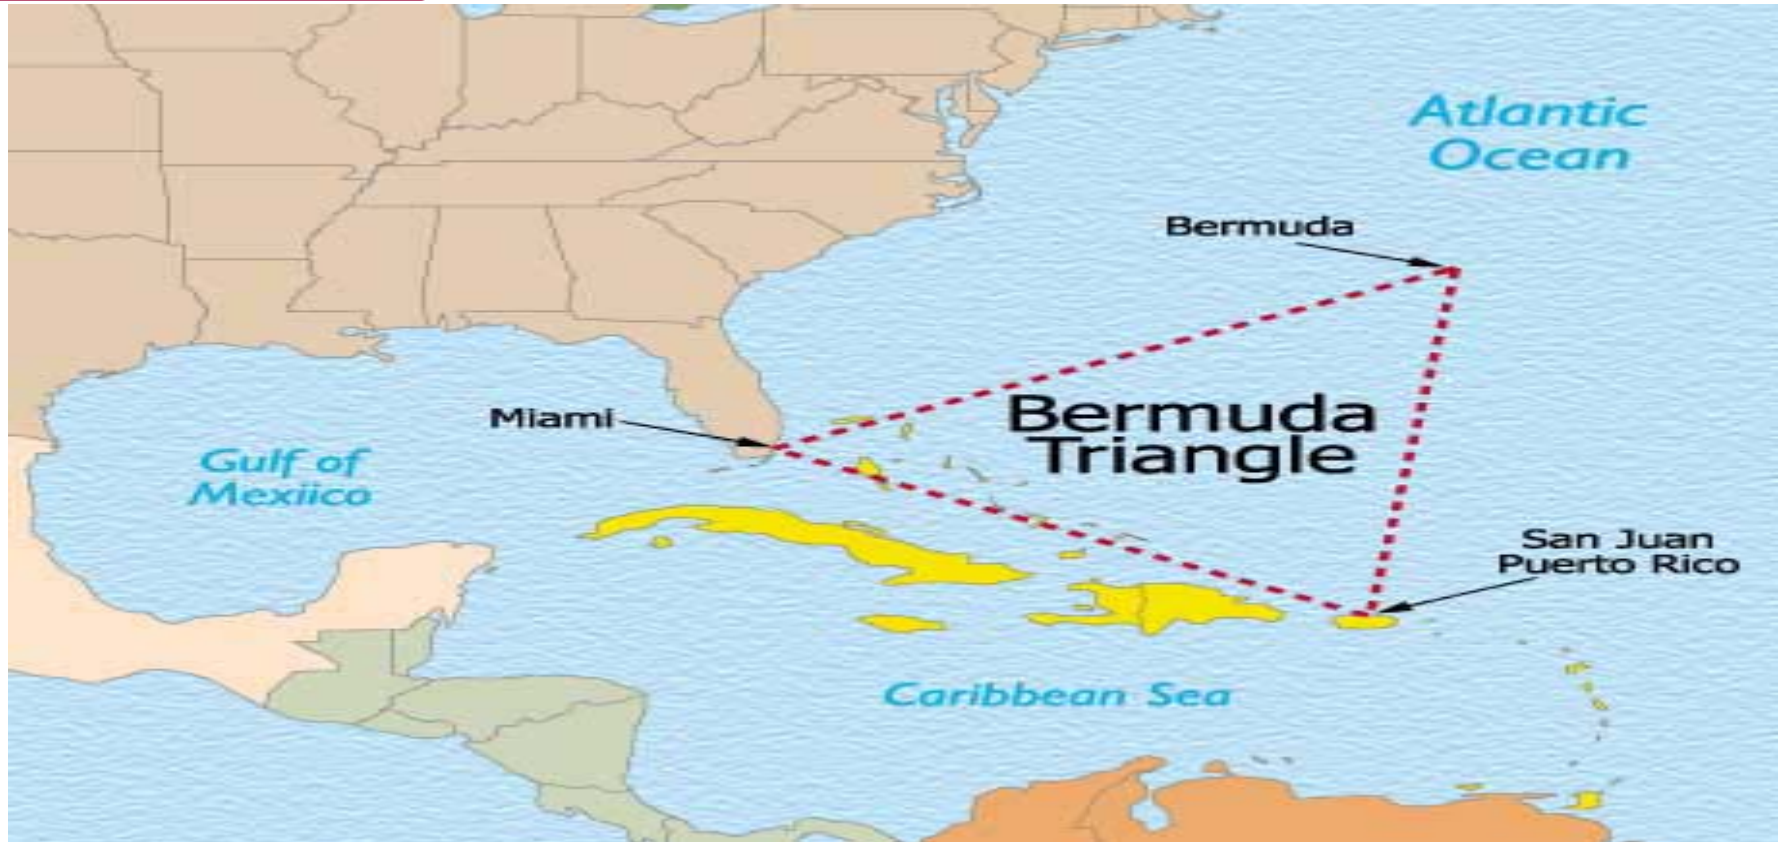 Atlantic
Ocean
Bermuda
Bermuda
Triangle
Miami
Gulf of
Mexiico
San Juan
Puerto Rico
Caribbean Sea